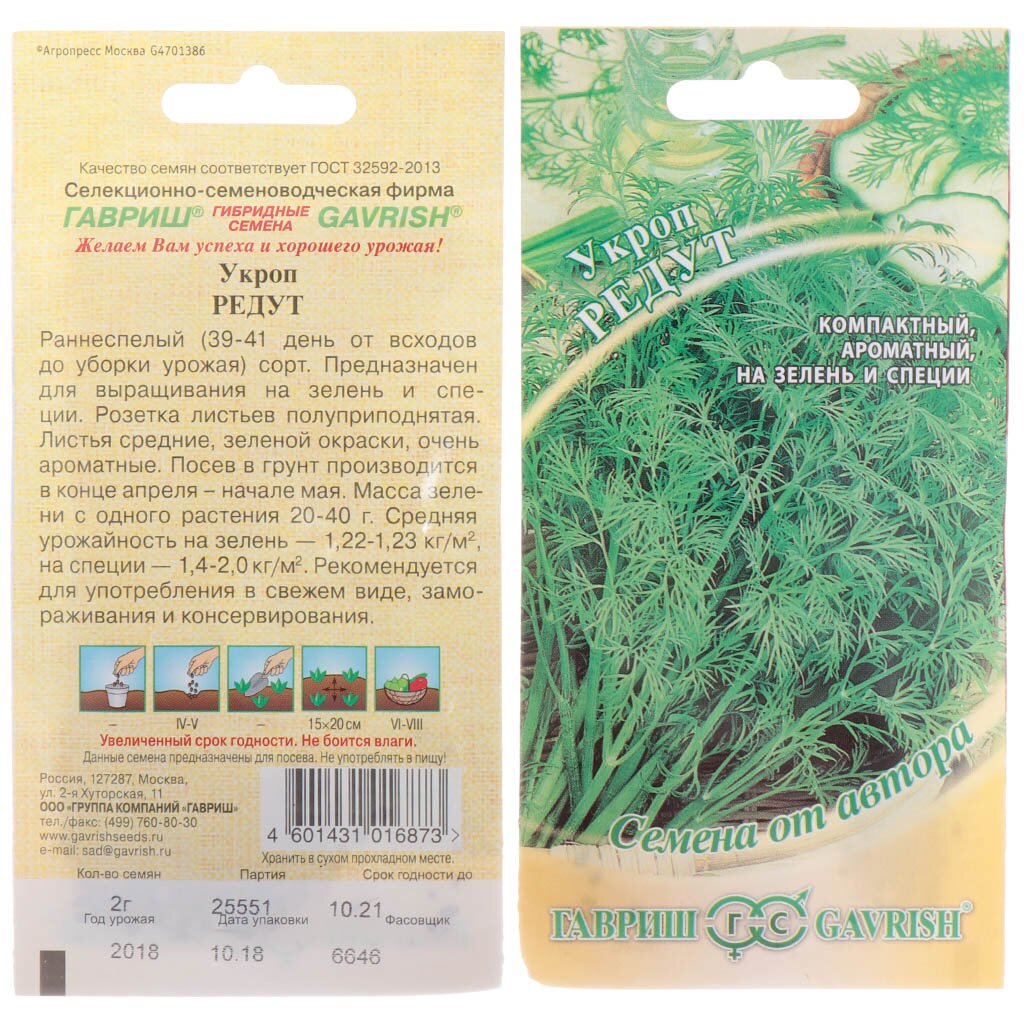 ©Агропресс Москва G4701386
Качество семян соответствует ГОСТ 32592-2013
Селекционно-семеноводческая фирма
ГАВРИШ® ГИБРИДНЫЕ СЕМЕНА GAVRISH®
Желаем Вам успеха и хорошего урожая!
Укроп
РЕДУТ
Раннеспелый (39-41 день от всходов
до уборки урожая) сорт. Предназначен
для выращивания на зелень и спе-
ции. Розетка листьев полуприподнятая.
Листья средние, зеленой окраски, очень
ароматные. Посев в грунт производится
в конце апреля – начале мая. Масса зеле-
ни с одного растения 20-40 г. Средняя
урожайность на зелень — 1,22-1,23 кг/м²,
на специи — 1,4-2,0 кг/м². Рекомендуется
для употребления в свежем виде, замо-
раживания и консервирования.
– IV-V – 15×20 см VI-VIII
Увеличенный срок годности. Не боится влаги.
Данные семена предназначены для посева. Не употреблять в пищу!
Россия, 127287, Москва,
ул. 2-я Хуторская, 11
ООО «ГРУППА КОМПАНИЙ «ГАВРИШ»
тел./факс: (499) 760-80-30
www.gavrishseeds.ru
e-mail: sad@gavrish.ru
4 601431 016873 >
Хранить в сухом прохладном месте.
Кол-во семян Партия Срок годности до
2г 25551 10.21
Год урожая Дата упаковки Фасовщик
2018 10.18 6646
Укроп
РЕДУТ
КОМПАКТНЫЙ,
АРОМАТНЫЙ,
НА ЗЕЛЕНЬ И СПЕЦИИ
Семена от автора
ГАВРИШ ГС GAVRISH®